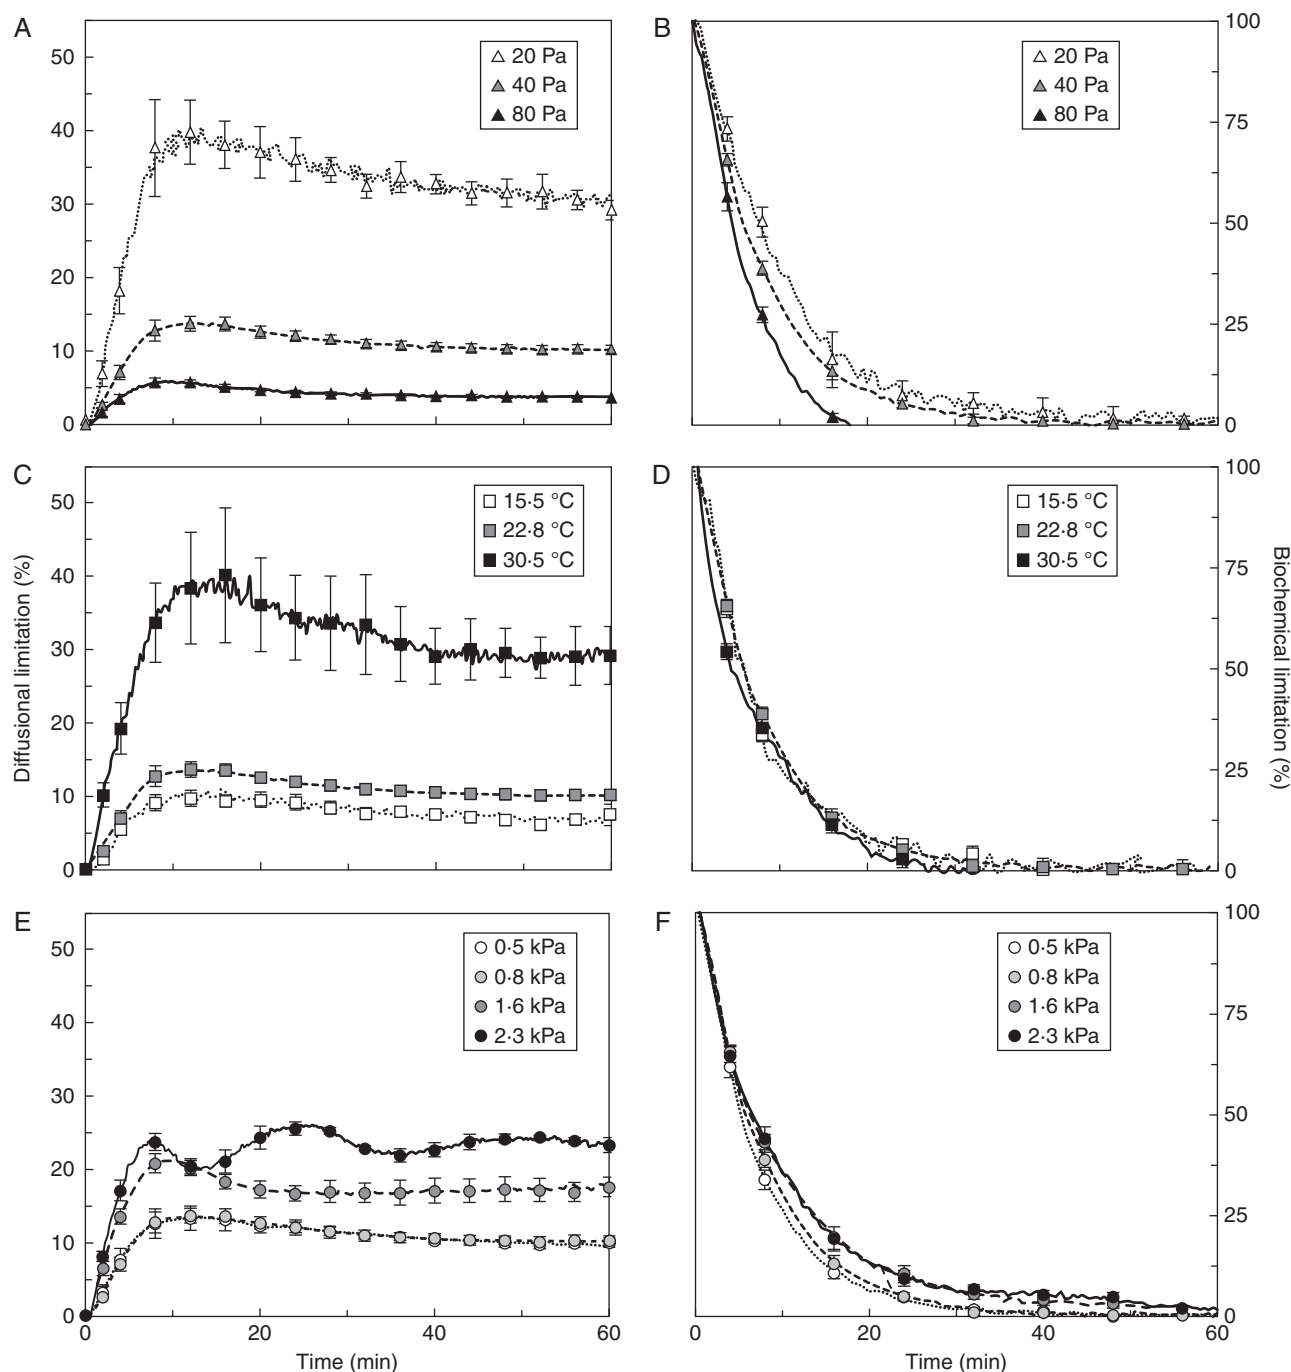 A
50
40
30
20
10
0
20 Pa
40 Pa
80 Pa
B
100
75
50
25
0
20 Pa
40 Pa
80 Pa
C
50
40
30
20
10
0
15·5 °C
22·8 °C
30·5 °C
Diffusional limitation (%)
D
100
75
50
25
0
15·5 °C
22·8 °C
30·5 °C
Biochemical limitation (%)
E
50
40
30
20
10
0
0·5 kPa
0·8 kPa
1·6 kPa
2·3 kPa
0 20 40 60
Time (min)
F
100
75
50
25
0
0·5 kPa
0·8 kPa
1·6 kPa
2·3 kPa
0 20 40 60
Time (min)